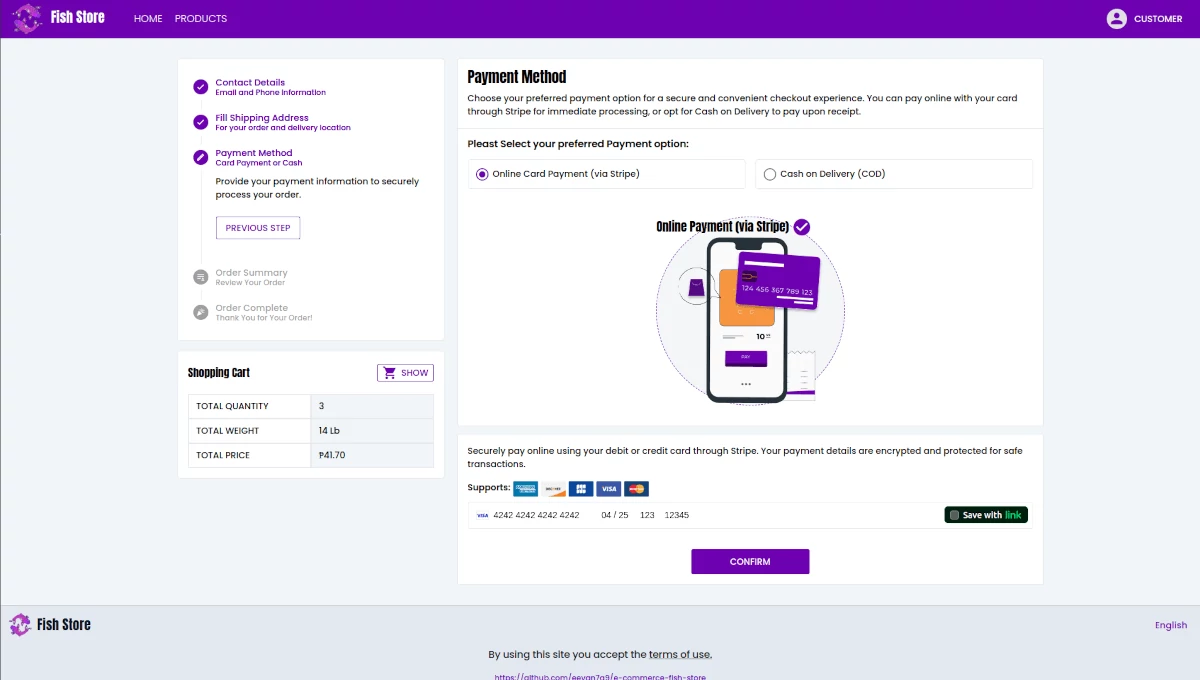 Fish Store
HOME
PRODUCTS
CUSTOMER
Contact Details
Email and Phone Information
Fill Shipping Address
For your order and delivery location
Payment Method
Card Payment or Cash
Provide your payment information to securely
process your order.
PREVIOUS STEP
Order Summary
Review Your Order
Order Complete
Thank You for Your Order!
Shopping Cart
SHOW
TOTAL QUANTITY 3
TOTAL WEIGHT 14 Lb
TOTAL PRICE ₱41.70
Payment Method
Choose your preferred payment option for a secure and convenient checkout experience. You can pay online with your card
through Stripe for immediate processing, or opt for Cash on Delivery to pay upon receipt.
Pleast Select your preferred Payment option:
Online Card Payment (via Stripe)
Cash on Delivery (COD)
Online Payment (via Stripe)
124 456 367 789 123
10
PAY
Securely pay online using your debit or credit card through Stripe. Your payment details are encrypted and protected for safe
transactions.
Supports:
VISA
VISA 4242 4242 4242 4242 04 / 25 123 12345
Save with link
CONFIRM
Fish Store
English
By using this site you accept the terms of use.
https://github.com/eevan7a9/e-commerce-fish-store